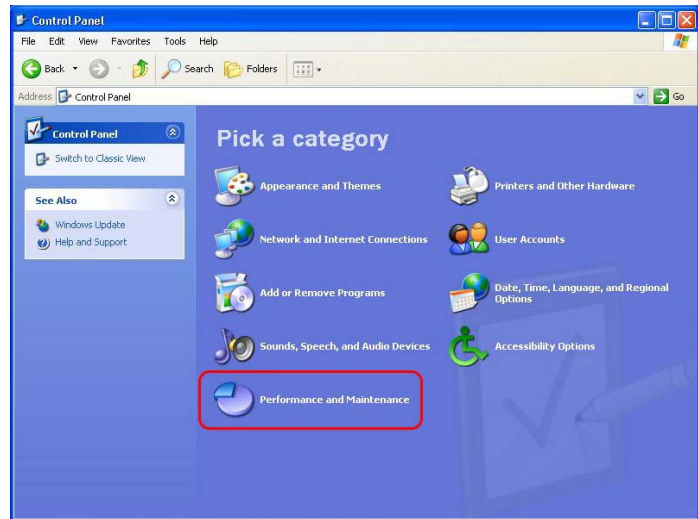 Control Panel
File Edit View Favorites Tools Help
Back Search Folders
Address Control Panel Go
Control Panel
Switch to Classic View
See Also
Windows Update
Help and Support
Pick a category
Appearance and Themes
Printers and Other Hardware
Network and Internet Connections
User Accounts
Add or Remove Programs
Date, Time, Language, and Regional
Options
Sounds, Speech, and Audio Devices
Accessibility Options
Performance and Maintenance